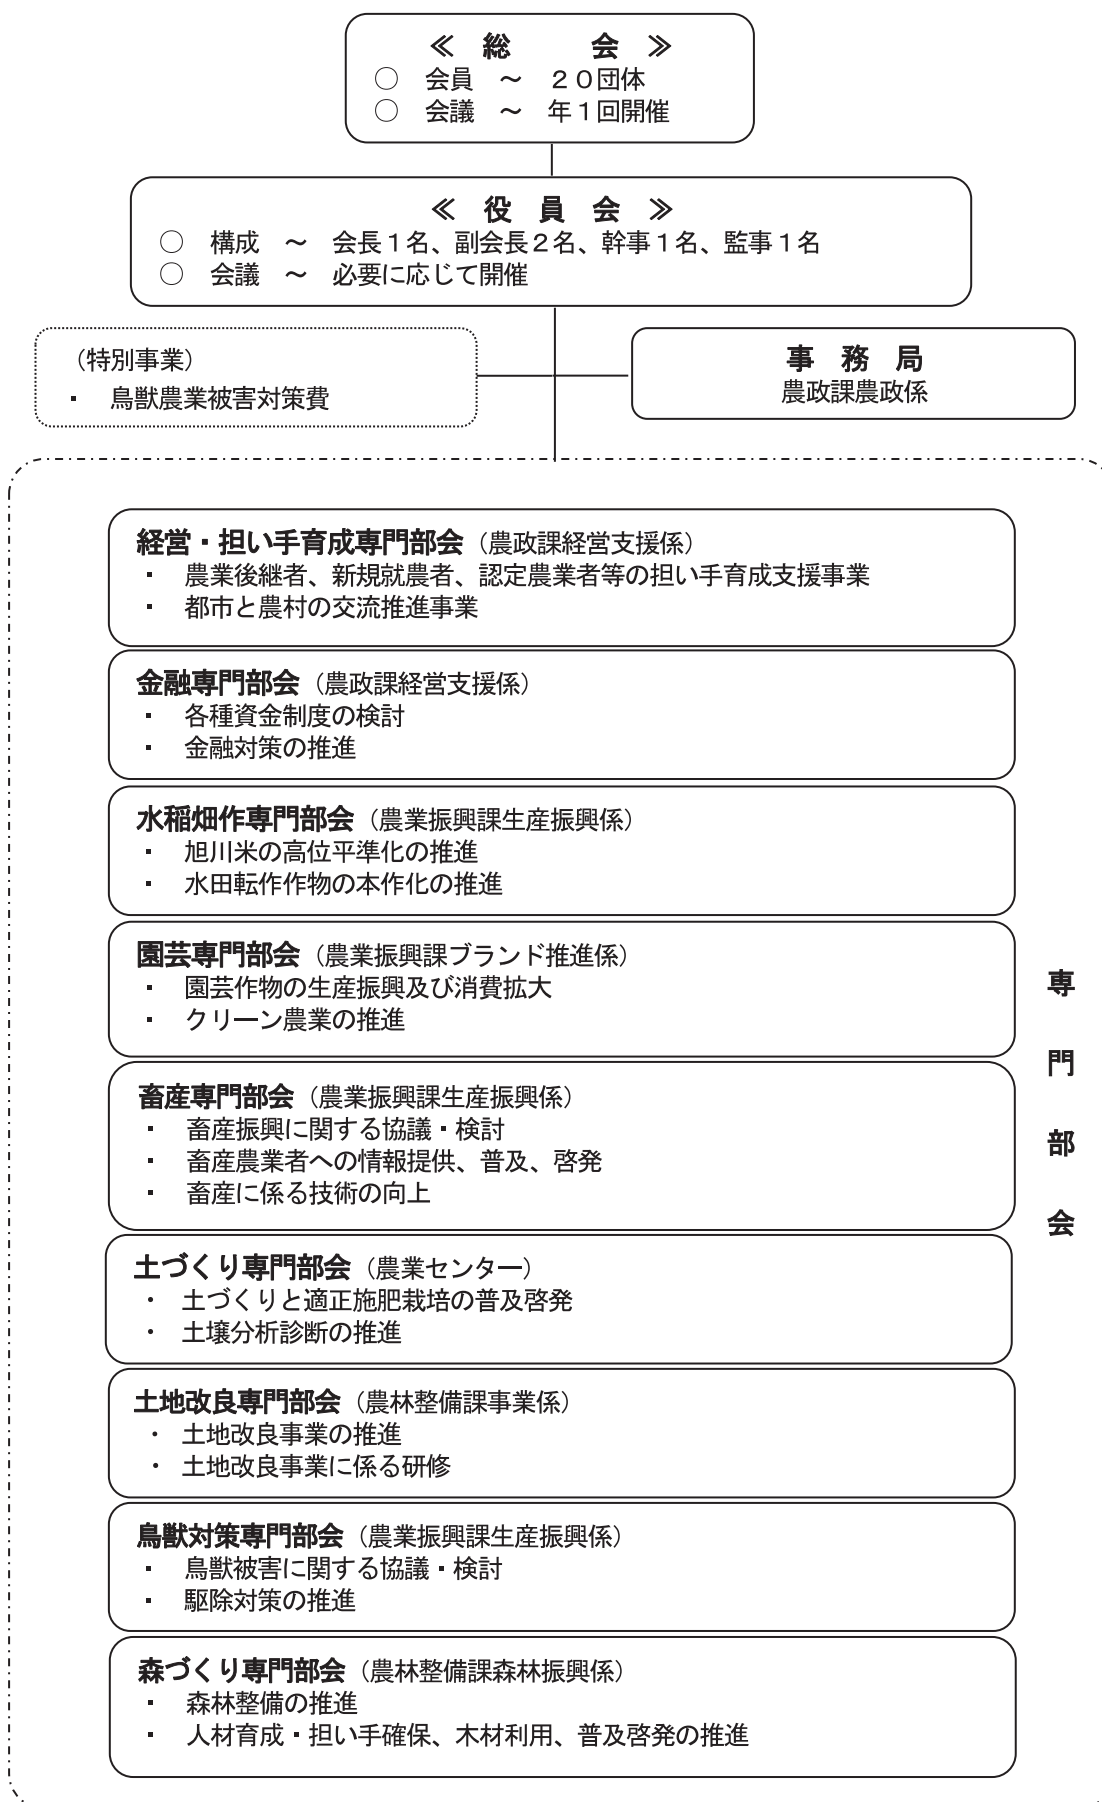 ≪　総　　　会　≫
○　会員　～　２０団体
○　会議　～　年１回開催
≪　役　員　会　≫
○　構成　～　会長１名、副会長２名、幹事１名、監事１名
○　会議　～　必要に応じて開催
（特別事業）
・　鳥獣農業被害対策費
事　務　局
農政課農政係
経営・担い手育成専門部会（農政課経営支援係）
・　農業後継者、新規就農者、認定農業者等の担い手育成支援事業
・　都市と農村の交流推進事業
金融専門部会（農政課経営支援係）
・　各種資金制度の検討
・　金融対策の推進
水稲畑作専門部会（農業振興課生産振興係）
・　旭川米の高位平準化の推進
・　水田転作作物の本作化の推進
園芸専門部会（農業振興課ブランド推進係）
・　園芸作物の生産振興及び消費拡大
・　クリーン農業の推進
畜産専門部会（農業振興課生産振興係）
・　畜産振興に関する協議・検討
・　畜産農業者への情報提供、普及、啓発
・　畜産に係る技術の向上
土づくり専門部会（農業センター）
・　土づくりと適正施肥栽培の普及啓発
・　土壌分析診断の推進
土地改良専門部会（農林整備課事業係）
・　土地改良事業の推進
・　土地改良事業に係る研修
鳥獣対策専門部会（農業振興課生産振興係）
・　鳥獣被害に関する協議・検討
・　駆除対策の推進
森づくり専門部会（農林整備課森林振興係）
・　森林整備の推進
・　人材育成・担い手確保、木材利用、普及啓発の推進
専門部会